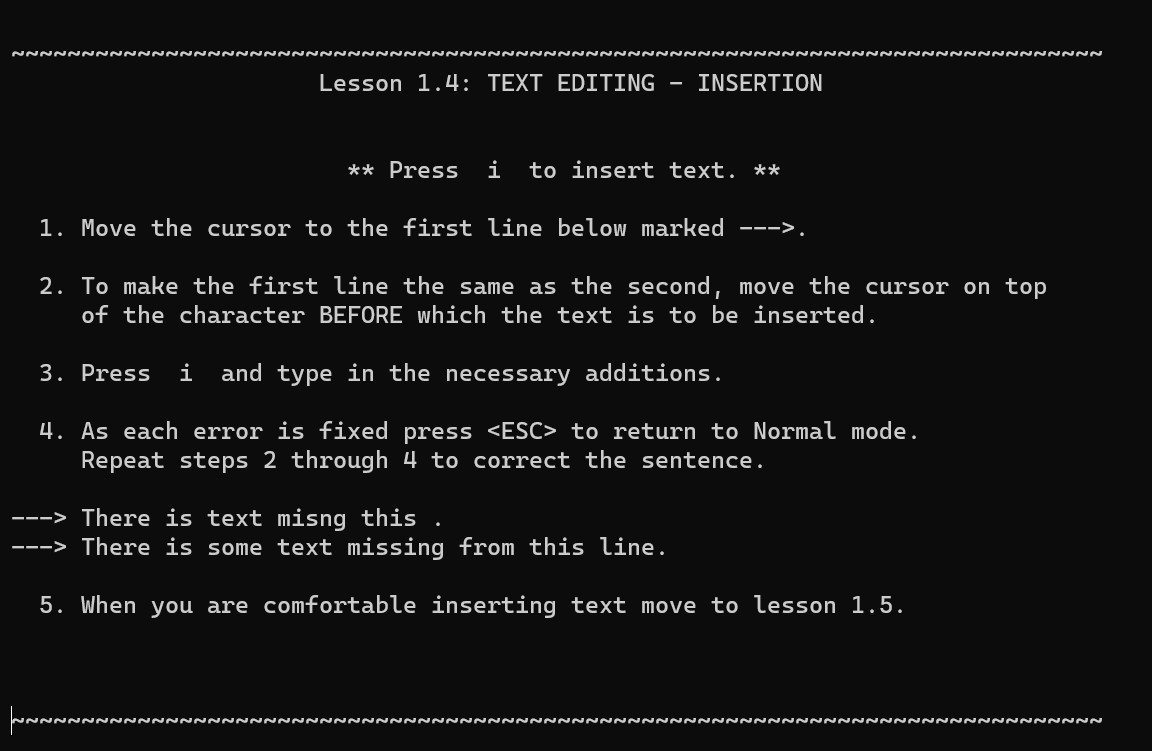 ~~~~~~~~~~~~~~~~~~~~~~~~~~~~~~~~~~~~~~~~~~~~~~~~~~~~~~~~~~~~~~~~~~~~~~~~~~~~~~
Lesson 1.4: TEXT EDITING - INSERTION
** Press  i  to insert text. **
1. Move the cursor to the first line below marked --->.
2. To make the first line the same as the second, move the cursor on top
of the character BEFORE which the text is to be inserted.
3. Press  i  and type in the necessary additions.
4. As each error is fixed press <ESC> to return to Normal mode.
Repeat steps 2 through 4 to correct the sentence.
---> There is text misng this .
---> There is some text missing from this line.
5. When you are comfortable inserting text move to lesson 1.5.
~~~~~~~~~~~~~~~~~~~~~~~~~~~~~~~~~~~~~~~~~~~~~~~~~~~~~~~~~~~~~~~~~~~~~~~~~~~~~~